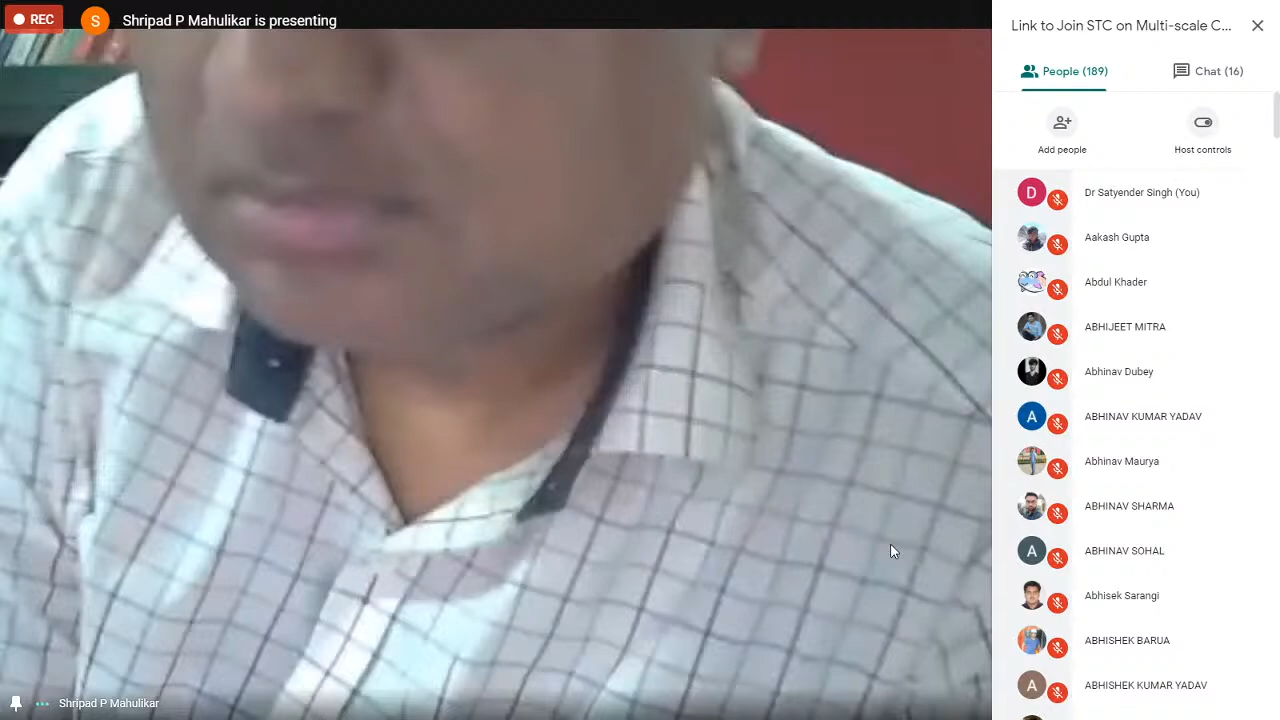 REC
S
Shripad P Mahulikar is presenting
Link to Join STC on Multi-scale C...
People (189)
Chat (16)
Add people
Host controls
D
Dr Satyender Singh (You)
Aakash Gupta
Abdul Khader
ABHIJEET MITRA
Abhinav Dubey
A
ABHINAV KUMAR YADAV
Abhinav Maurya
ABHINAV SHARMA
A
ABHINAV SOHAL
Abhisek Sarangi
ABHISHEK BARUA
A
ABHISHEK KUMAR YADAV
Shripad P Mahulikar